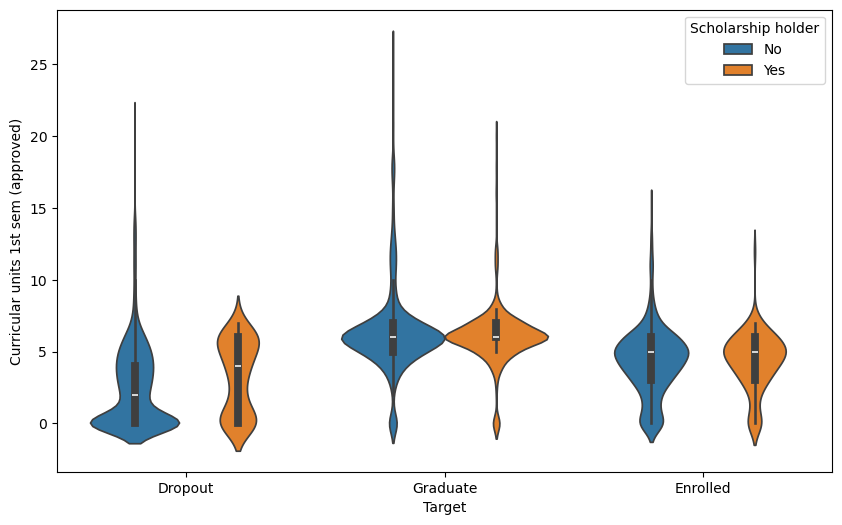 Scholarship holder
No
Yes
25
20
15
10
5
0
Curricular units 1st sem (approved)
Dropout Graduate Enrolled
Target